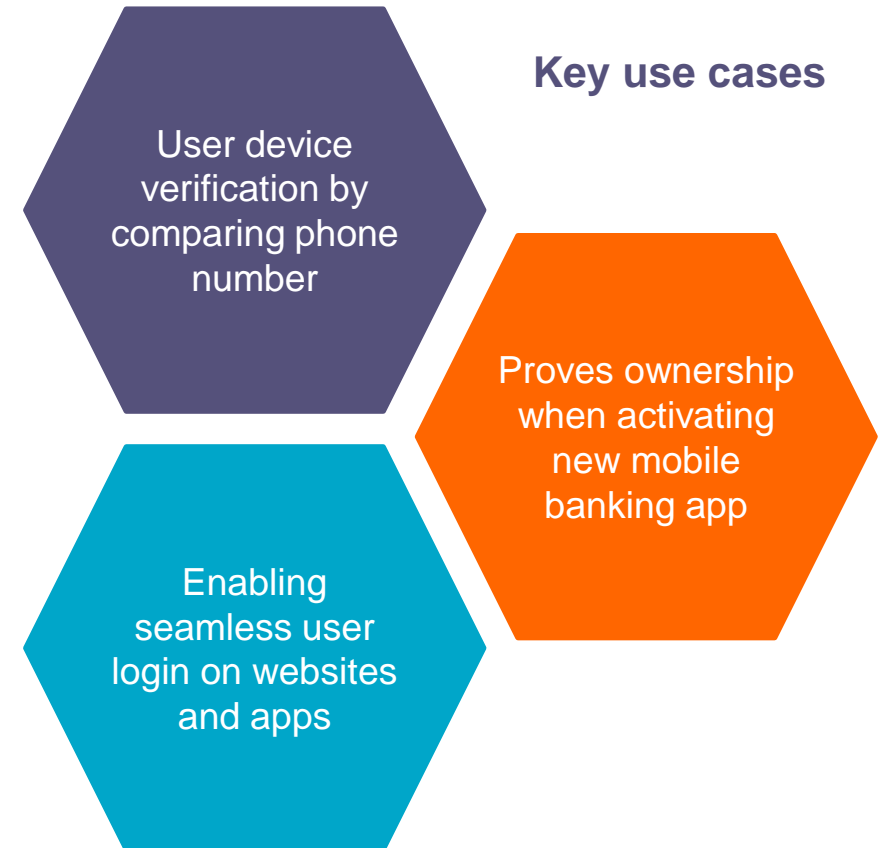 Key use cases
User device
verification by
comparing phone
number
Proves ownership
when activating
new mobile
banking app
Enabling
seamless user
login on websites
and apps